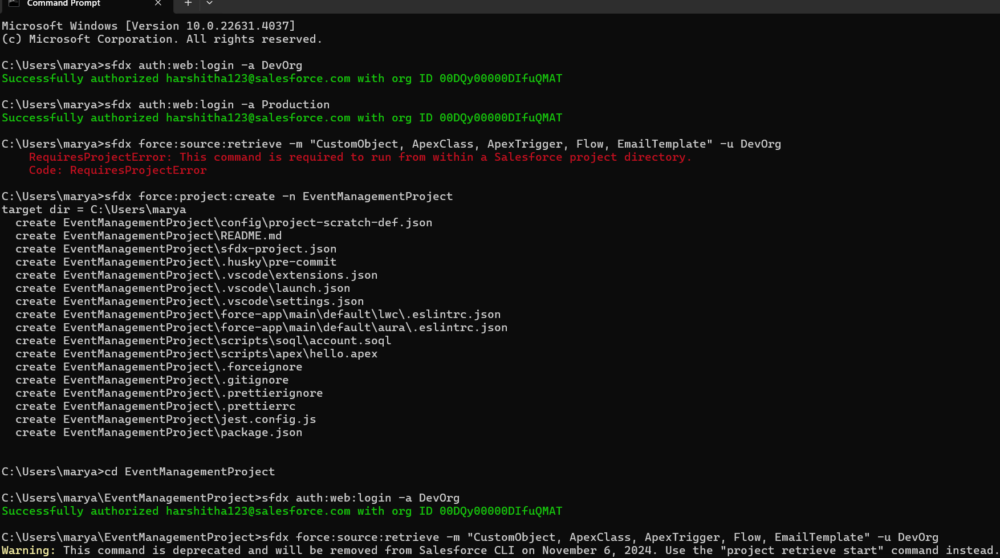 Command Prompt
Microsoft Windows [Version 10.0.22631.4037]
(c) Microsoft Corporation. All rights reserved.
C:\Users\marya>sfdx auth:web:login -a DevOrg
Successfully authorized harshitha123@salesforce.com with org ID 00DQy00000DIfuQMAT
C:\Users\marya>sfdx auth:web:login -a Production
Successfully authorized harshitha123@salesforce.com with org ID 00DQy00000DIfuQMAT
C:\Users\marya>sfdx force:source:retrieve -m "CustomObject, ApexClass, ApexTrigger, Flow, EmailTemplate" -u DevOrg
RequiresProjectError: This command is required to run from within a Salesforce project directory.
Code: RequiresProjectError
C:\Users\marya>sfdx force:project:create -n EventManagementProject
target dir = C:\Users\marya
create EventManagementProject\config\project-scratch-def.json
create EventManagementProject\README.md
create EventManagementProject\sfdx-project.json
create EventManagementProject\.husky\pre-commit
create EventManagementProject\.vscode\extensions.json
create EventManagementProject\.vscode\launch.json
create EventManagementProject\.vscode\settings.json
create EventManagementProject\force-app\main\default\lwc\.eslintrc.json
create EventManagementProject\force-app\main\default\aura\.eslintrc.json
create EventManagementProject\scripts\soql\account.soql
create EventManagementProject\scripts\apex\hello.apex
create EventManagementProject\.forceignore
create EventManagementProject\.gitignore
create EventManagementProject\.prettierignore
create EventManagementProject\.prettierrc
create EventManagementProject\jest.config.js
create EventManagementProject\package.json
C:\Users\marya>cd EventManagementProject
C:\Users\marya\EventManagementProject>sfdx auth:web:login -a DevOrg
Successfully authorized harshitha123@salesforce.com with org ID 00DQy00000DIfuQMAT
C:\Users\marya\EventManagementProject>sfdx force:source:retrieve -m "CustomObject, ApexClass, ApexTrigger, Flow, EmailTemplate" -u DevOrg
Warning: This command is deprecated and will be removed from Salesforce CLI on November 6, 2024. Use the "project retrieve start" command instead.